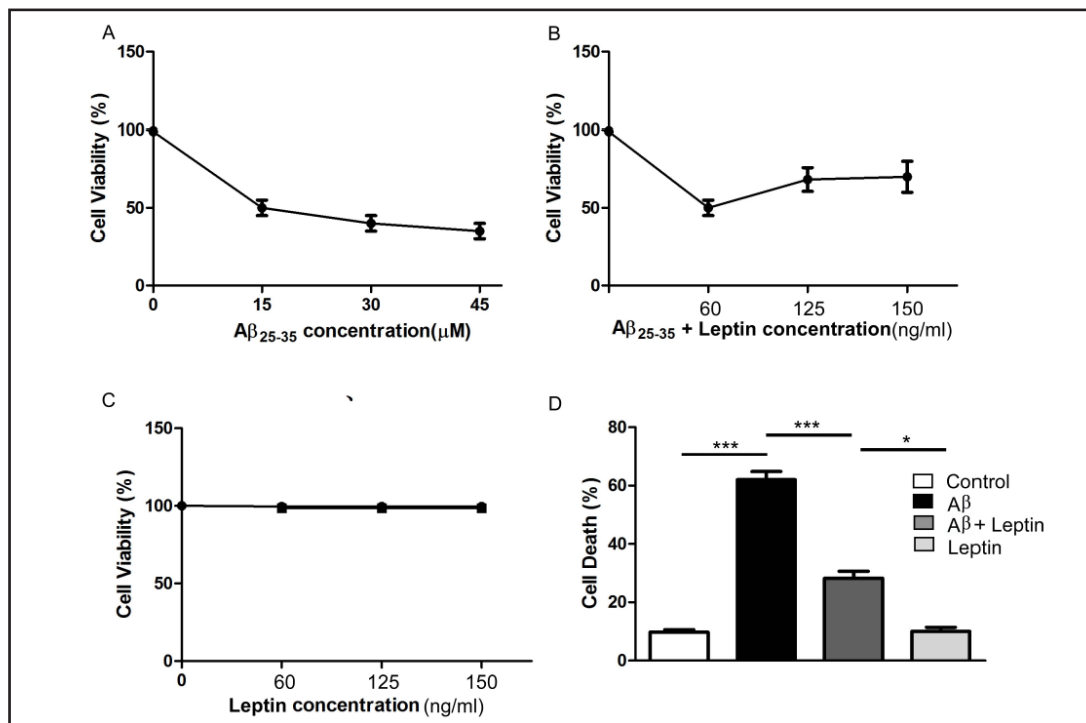 A
150
100
50
0
Cell Viability (%)
0 15 30 45
Aβ25-35 concentration(μM)
B
150
100
50
0
Cell Viability (%)
60 125 150
Aβ25-35 + Leptin concentration(ng/ml)
C
、
150
100
50
0
Cell Viability (%)
0 60 125 150
Leptin concentration (ng/ml)
D
80
60
40
20
0
Cell Death (%)
*** *** *
Control
Aβ
Aβ + Leptin
Leptin